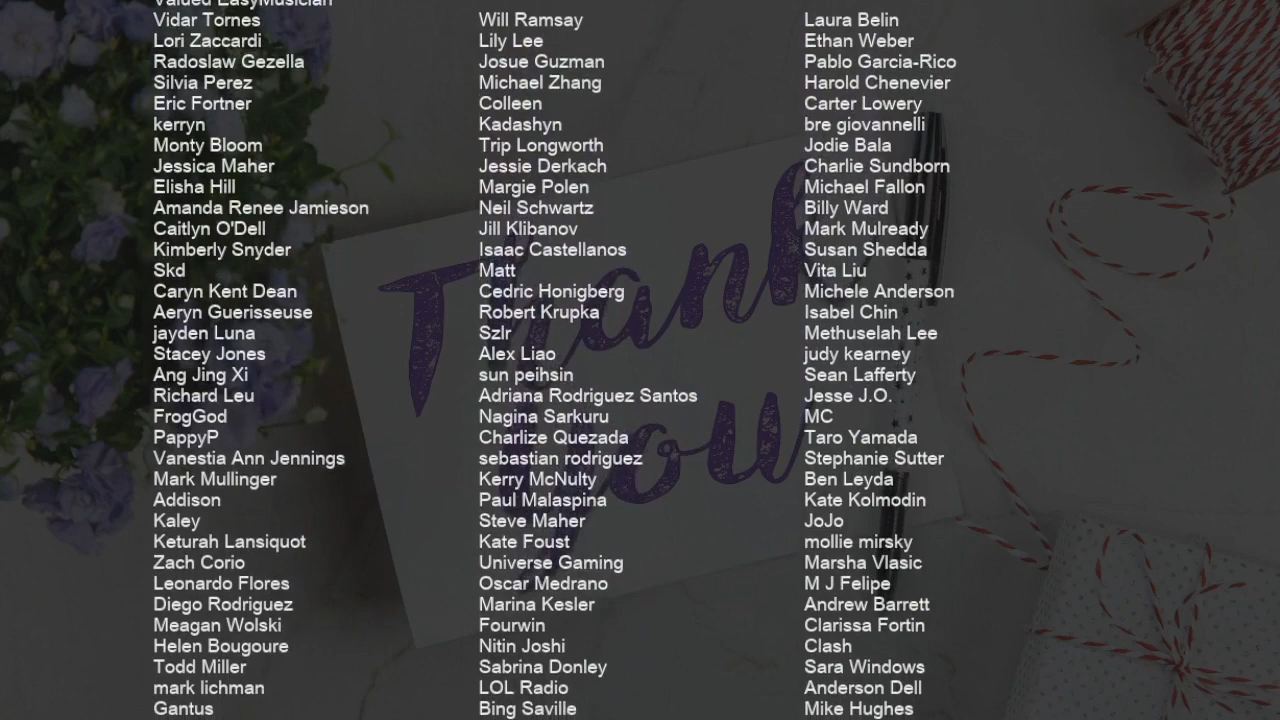 Valued EasyMusician
Vidar Tornes
Lori Zaccardi
Radoslaw Gezella
Silvia Perez
Eric Fortner
kerryn
Monty Bloom
Jessica Maher
Elisha Hill
Amanda Renee Jamieson
Caitlyn O'Dell
Kimberly Snyder
Skd
Caryn Kent Dean
Aeryn Guerisseuse
jayden Luna
Stacey Jones
Ang Jing Xi
Richard Leu
FrogGod
PappyP
Vanestia Ann Jennings
Mark Mullinger
Addison
Kaley
Keturah Lansiquot
Zach Corio
Leonardo Flores
Diego Rodriguez
Meagan Wolski
Helen Bougoure
Todd Miller
mark lichman
Gantus
Will Ramsay
Lily Lee
Josue Guzman
Michael Zhang
Colleen
Kadashyn
Trip Longworth
Jessie Derkach
Margie Polen
Neil Schwartz
Jill Klibanov
Isaac Castellanos
Matt
Cedric Honigberg
Robert Krupka
Szlr
Alex Liao
sun peihsin
Adriana Rodriguez Santos
Nagina Sarkuru
Charlize Quezada
sebastian rodriguez
Kerry McNulty
Paul Malaspina
Steve Maher
Kate Foust
Universe Gaming
Oscar Medrano
Marina Kesler
Fourwin
Nitin Joshi
Sabrina Donley
LOL Radio
Bing Saville
Laura Belin
Ethan Weber
Pablo Garcia-Rico
Harold Chenevier
Carter Lowery
bre giovannelli
Jodie Bala
Charlie Sundborn
Michael Fallon
Billy Ward
Mark Mulready
Susan Shedda
Vita Liu
Michele Anderson
Isabel Chin
Methuselah Lee
judy kearney
Sean Lafferty
Jesse J.O.
MC
Taro Yamada
Stephanie Sutter
Ben Leyda
Kate Kolmodin
JoJo
mollie mirsky
Marsha Vlasic
M J Felipe
Andrew Barrett
Clarissa Fortin
Clash
Sara Windows
Anderson Dell
Mike Hughes
Thank
you